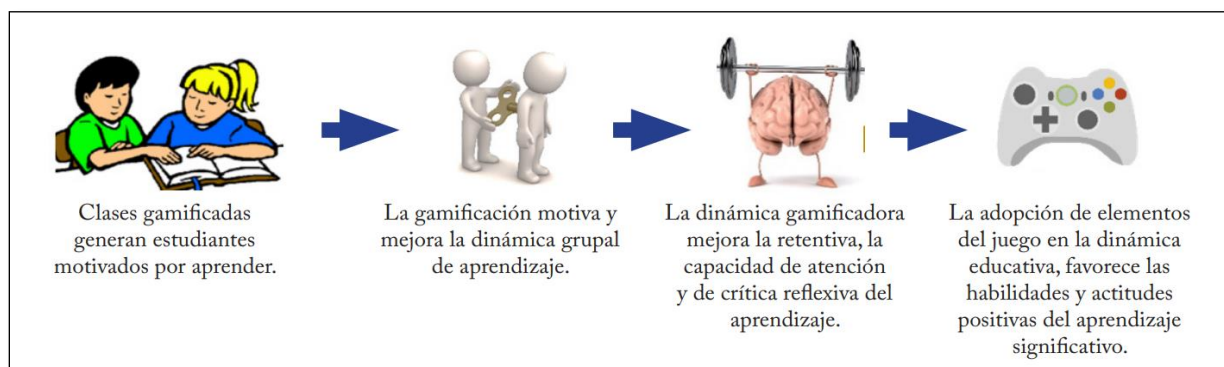 Clases gamificadas
generan estudiantes
motivados por aprender.
La gamificación motiva y
mejora la dinámica grupal
de aprendizaje.
La dinámica gamificadora
mejora la retentiva, la
capacidad de atención
y de crítica reflexiva del
aprendizaje.
La adopción de elementos
del juego en la dinámica
educativa, favorece las
habilidades y actitudes
positivas del aprendizaje
significativo.